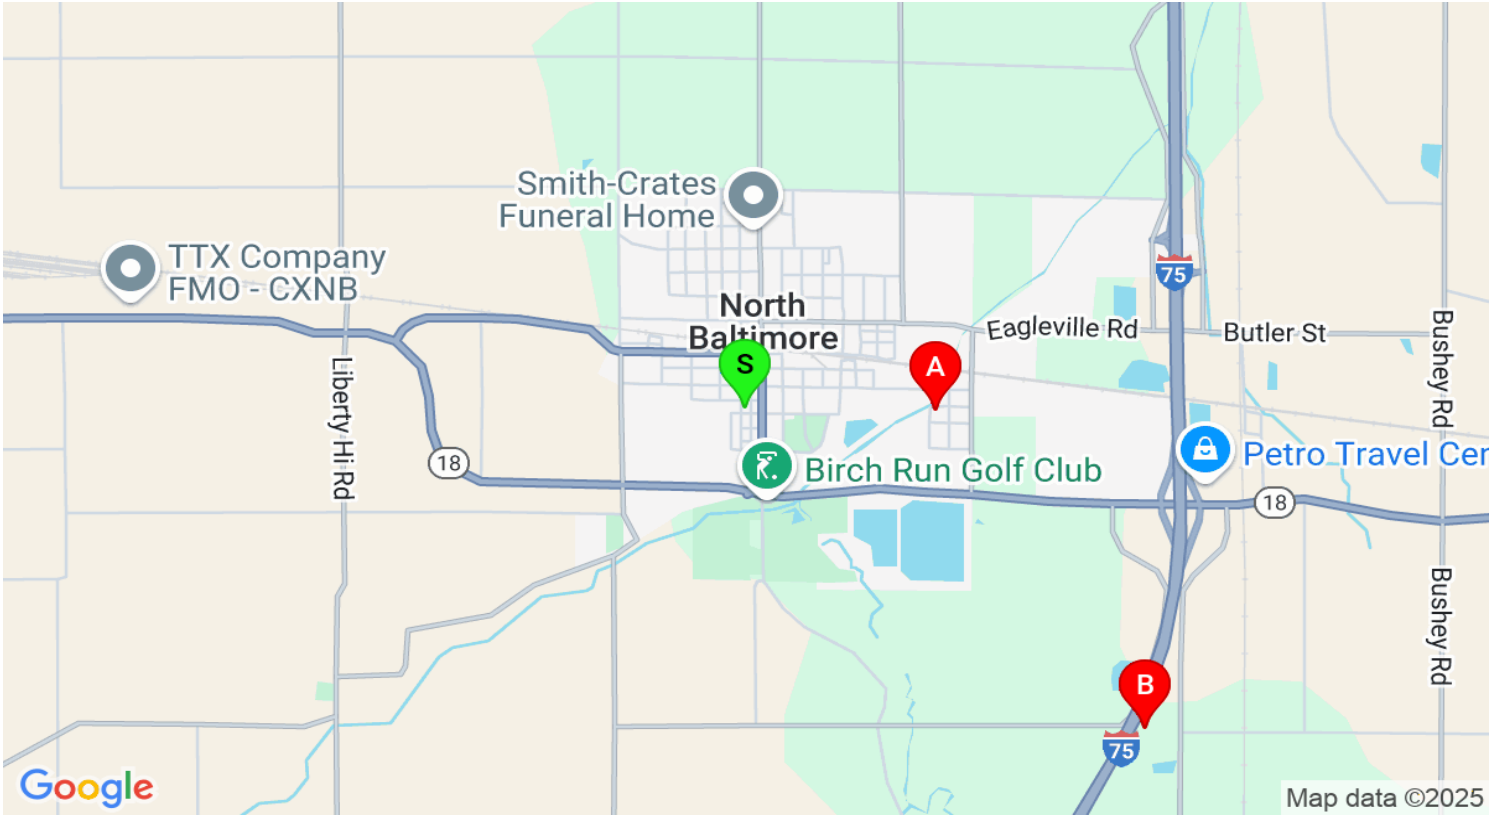 Smith-Crates
Funeral Home
TTX Company
FMO - CXNB
75
North
Baltimore
Eagleville Rd
Butler St
Bushey Rd
Liberty Hi Rd
S
A
18
Birch Run Golf Club
Petro Travel Cen
18
Bushey Rd
B
75
Google
Map data ©2025